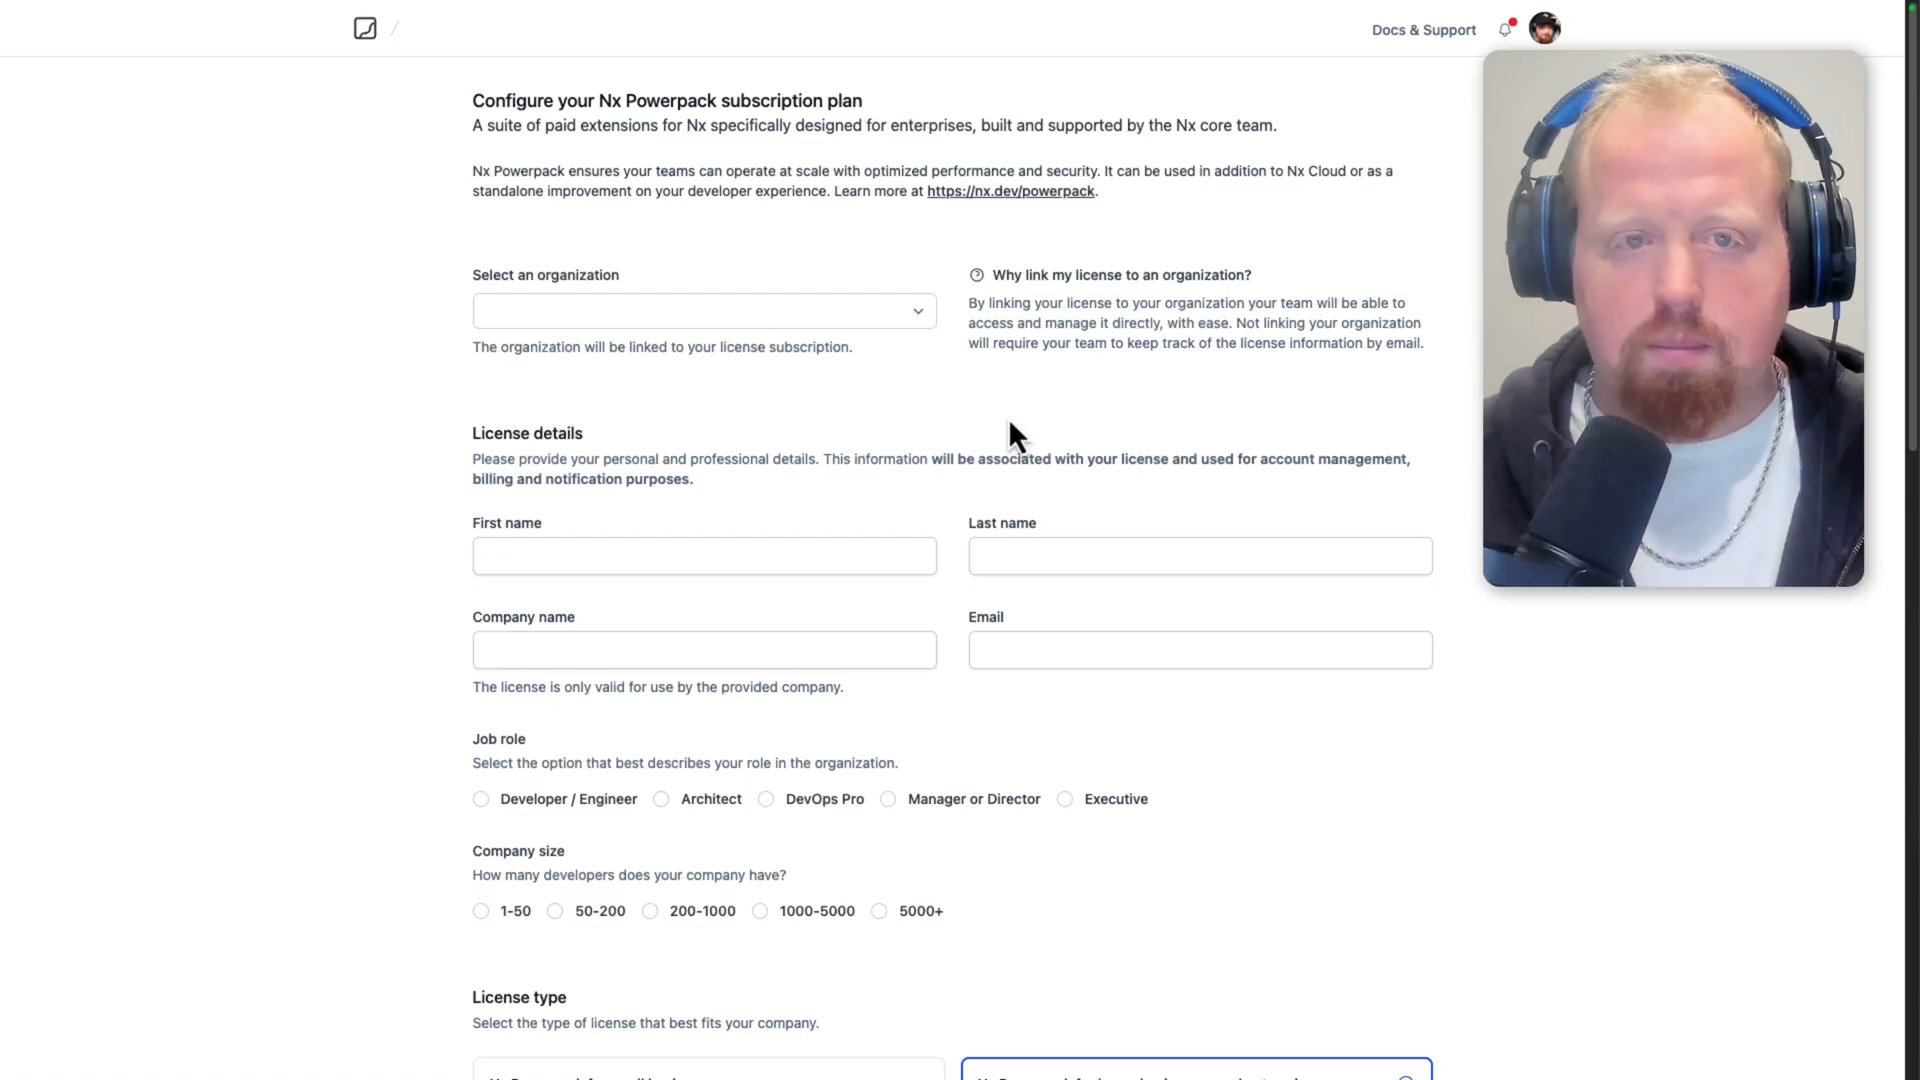 Docs & Support
Configure your Nx Powerpack subscription plan
A suite of paid extensions for Nx specifically designed for enterprises, built and supported by the Nx core team.
Nx Powerpack ensures your teams can operate at scale with optimized performance and security. It can be used in addition to Nx Cloud or as a
standalone improvement on your developer experience. Learn more at https://nx.dev/powerpack.
Select an organization
The organization will be linked to your license subscription.
Why link my license to an organization?
By linking your license to your organization your team will be able to
access and manage it directly, with ease. Not linking your organization
will require your team to keep track of the license information by email.
License details
Please provide your personal and professional details. This information will be associated with your license and used for account management,
billing and notification purposes.
First name
Last name
Company name
Email
The license is only valid for use by the provided company.
Job role
Select the option that best describes your role in the organization.
Developer / Engineer Architect DevOps Pro Manager or Director Executive
Company size
How many developers does your company have?
1-50 50-200 200-1000 1000-5000 5000+
License type
Select the type of license that best fits your company.